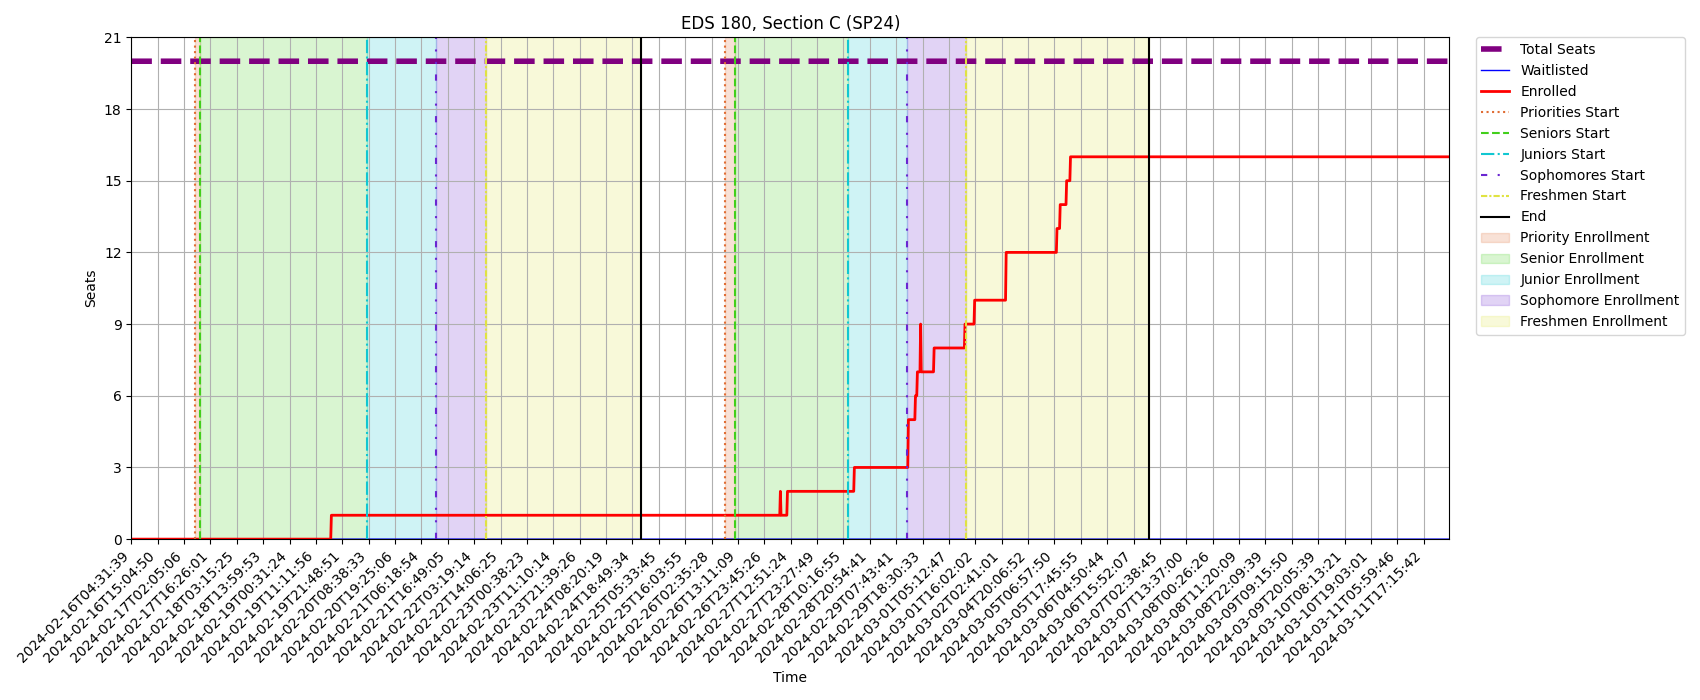 EDS 180, Section C (SP24)
21
18
15
12
9
6
3
0
Seats
2024-02-16T04:31:39
2024-02-16T15:04:50
2024-02-17T02:05:06
2024-02-17T16:26:01
2024-02-18T03:15:25
2024-02-18T13:59:53
2024-02-19T00:31:24
2024-02-19T11:11:56
2024-02-19T21:48:51
2024-02-20T08:38:33
2024-02-20T19:25:06
2024-02-21T06:18:54
2024-02-21T16:49:05
2024-02-22T03:19:14
2024-02-22T14:06:25
2024-02-23T00:38:23
2024-02-23T11:10:14
2024-02-23T21:39:26
2024-02-24T08:20:19
2024-02-24T18:49:34
2024-02-25T05:33:45
2024-02-25T16:03:55
2024-02-26T02:35:28
2024-02-26T13:11:09
2024-02-26T23:45:26
2024-02-27T12:51:24
2024-02-27T23:27:49
2024-02-28T10:16:55
2024-02-28T20:54:41
2024-02-29T07:43:41
2024-02-29T18:30:33
2024-03-01T05:12:47
2024-03-01T16:02:02
2024-03-02T02:41:01
2024-03-04T20:06:52
2024-03-05T06:57:50
2024-03-05T17:45:55
2024-03-06T04:50:44
2024-03-06T15:52:07
2024-03-07T02:38:45
2024-03-07T13:37:00
2024-03-08T00:26:26
2024-03-08T11:20:09
2024-03-08T22:09:39
2024-03-09T09:15:50
2024-03-09T20:05:39
2024-03-10T08:13:21
2024-03-10T19:03:01
2024-03-11T05:59:46
2024-03-11T17:15:42
Time
Total Seats
Waitlisted
Enrolled
Priorities Start
Seniors Start
Juniors Start
Sophomores Start
Freshmen Start
End
Priority Enrollment
Senior Enrollment
Junior Enrollment
Sophomore Enrollment
Freshmen Enrollment